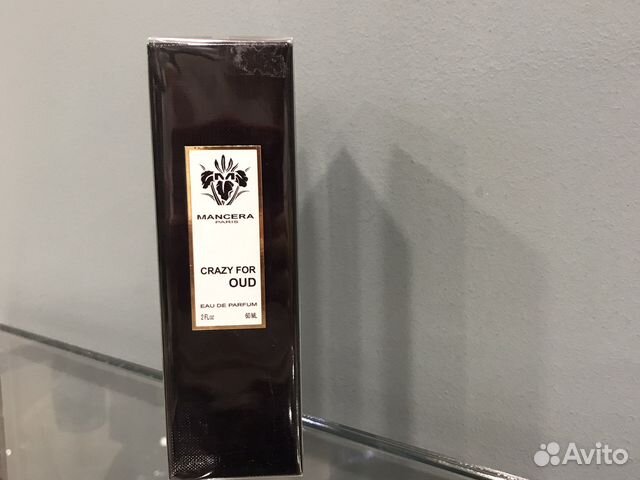 MANCERA
PARIS
CRAZY FOR
OUD
EAU DE PARFUM
2 FL.oz 60 ML
Avito